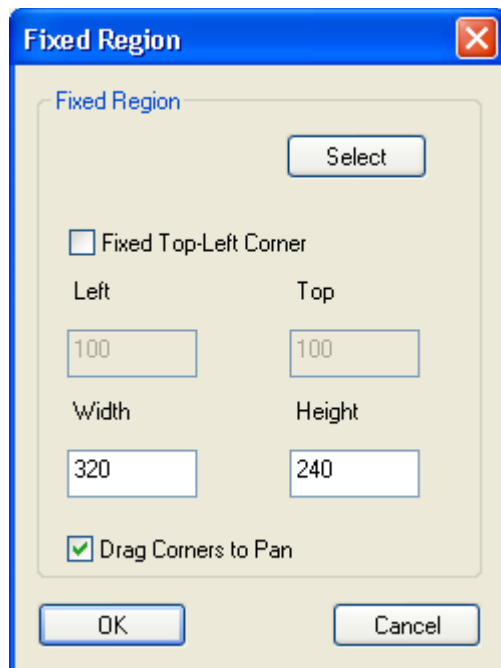 Fixed Region
Fixed Region
Select
Fixed Top-Left Corner
Left Top
100 100
Width Height
320 240
Drag Corners to Pan
OK Cancel